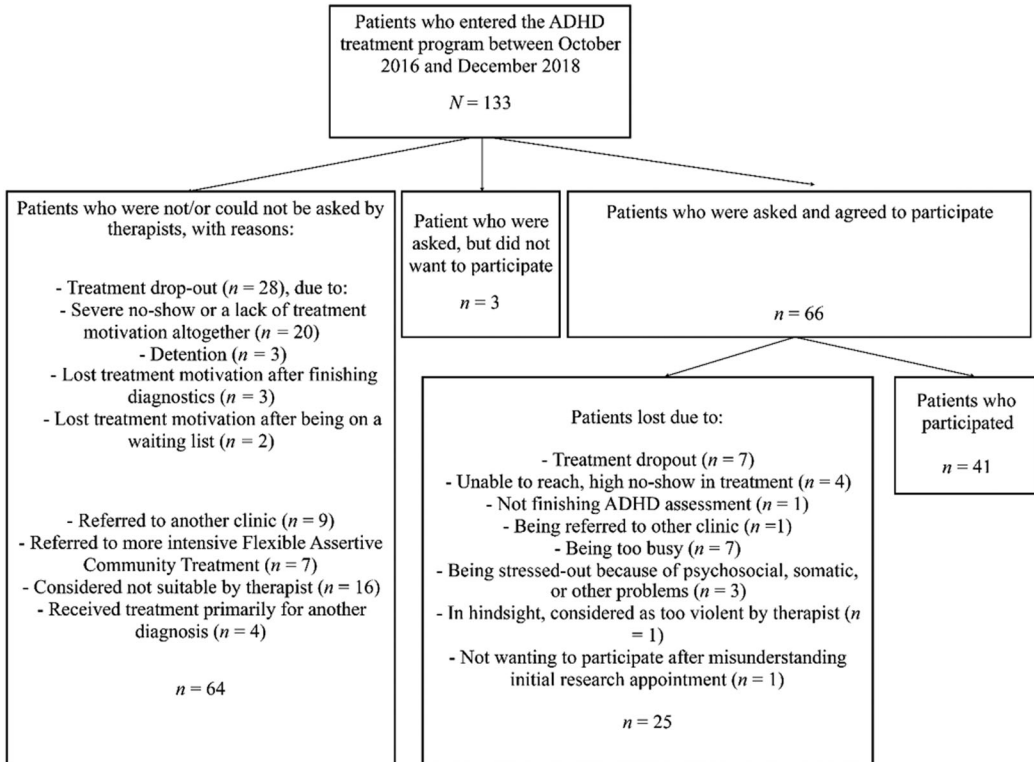 Patients who entered the ADHD
treatment program between October
2016 and December 2018
N = 133
Patients who were not/or could not be asked by
therapists, with reasons:
- Treatment drop-out (n = 28), due to:
- Severe no-show or a lack of treatment
motivation altogether (n = 20)
- Detention (n = 3)
- Lost treatment motivation after finishing
diagnostics (n = 3)
- Lost treatment motivation after being on a
waiting list (n = 2)
- Referred to another clinic (n = 9)
- Referred to more intensive Flexible Assertive
Community Treatment (n = 7)
- Considered not suitable by therapist (n = 16)
- Received treatment primarily for another
diagnosis (n = 4)
n = 64
Patient who were
asked, but did not
want to participate
n = 3
Patients who were asked and agreed to participate
n = 66
Patients lost due to:
- Treatment dropout (n = 7)
- Unable to reach, high no-show in treatment (n = 4)
- Not finishing ADHD assessment (n = 1)
- Being referred to other clinic (n =1)
- Being too busy (n = 7)
- Being stressed-out because of psychosocial, somatic,
or other problems (n = 3)
- In hindsight, considered as too violent by therapist (n
= 1)
- Not wanting to participate after misunderstanding
initial research appointment (n = 1)
n = 25
Patients who
participated
n = 41